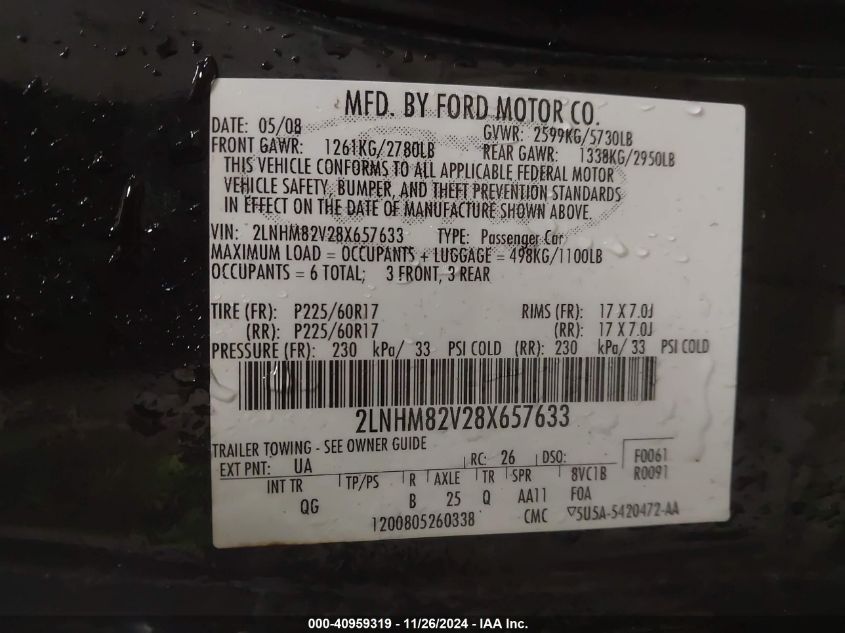 MFD. BY FORD MOTOR CO.
DATE: 05/08 GVWR: 2599KG/5730LB
FRONT GAWR: 1261KG/2780LB REAR GAWR: 1338KG/2950LB
THIS VEHICLE CONFORMS TO ALL APPLICABLE FEDERAL MOTOR
VEHICLE SAFETY, BUMPER, AND THEFT PREVENTION STANDARDS
IN EFFECT ON THE DATE OF MANUFACTURE SHOWN ABOVE.
VIN: 2LNHM82V28X657633 TYPE: Passenger Car
MAXIMUM LOAD = OCCUPANTS + LUGGAGE = 498KG/1100LB
OCCUPANTS = 6 TOTAL; 3 FRONT, 3 REAR
TIRE (FR): P225/60R17 RIMS (FR): 17 X 7.0J
(RR): P225/60R17 (RR): 17 X 7.0J
PRESSURE (FR): 230 kPa/ 33 PSI COLD (RR): 230 kPa/ 33 PSI COLD
2LNHM82V28X657633
TRAILER TOWING - SEE OWNER GUIDE
EXT PNT: UA RC: 26 DSO: F0061
INT TR TP/PS R AXLE TR SPR 8VC1B R0091
QG B 25 Q AA11 FOA
1200805260338 CMC ▽5U5A-5420472-AA
000-40959319 - 11/26/2024 - IAA Inc.